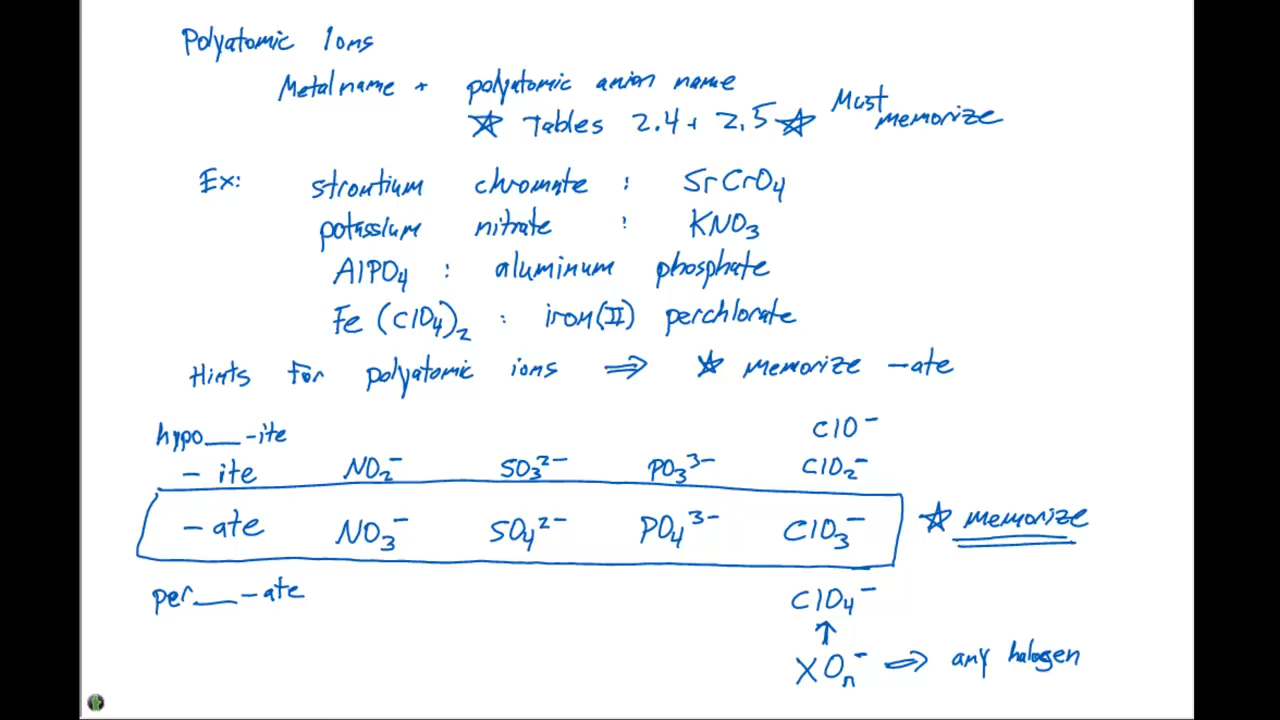 Polyatomic Ions
Metal name + polyatomic anion name
☆ Tables 2.4 + 2.5 ☆ Must memorize
Ex: strontium chromate : SrCrO₄
potassium nitrate : KNO₃
AlPO₄ : aluminum phosphate
Fe(ClO₄)₂ : iron(II) perchlorate
Hints for polyatomic ions ⇒ ☆ memorize -ate
hypo___-ite ClO⁻
-ite NO₂⁻ SO₃²⁻ PO₃³⁻ ClO₂⁻
-ate NO₃⁻ SO₄²⁻ PO₄³⁻ ClO₃⁻ ☆ memorize
per___-ate ClO₄⁻
↑
XOₙ⁻ ⇒ any halogen